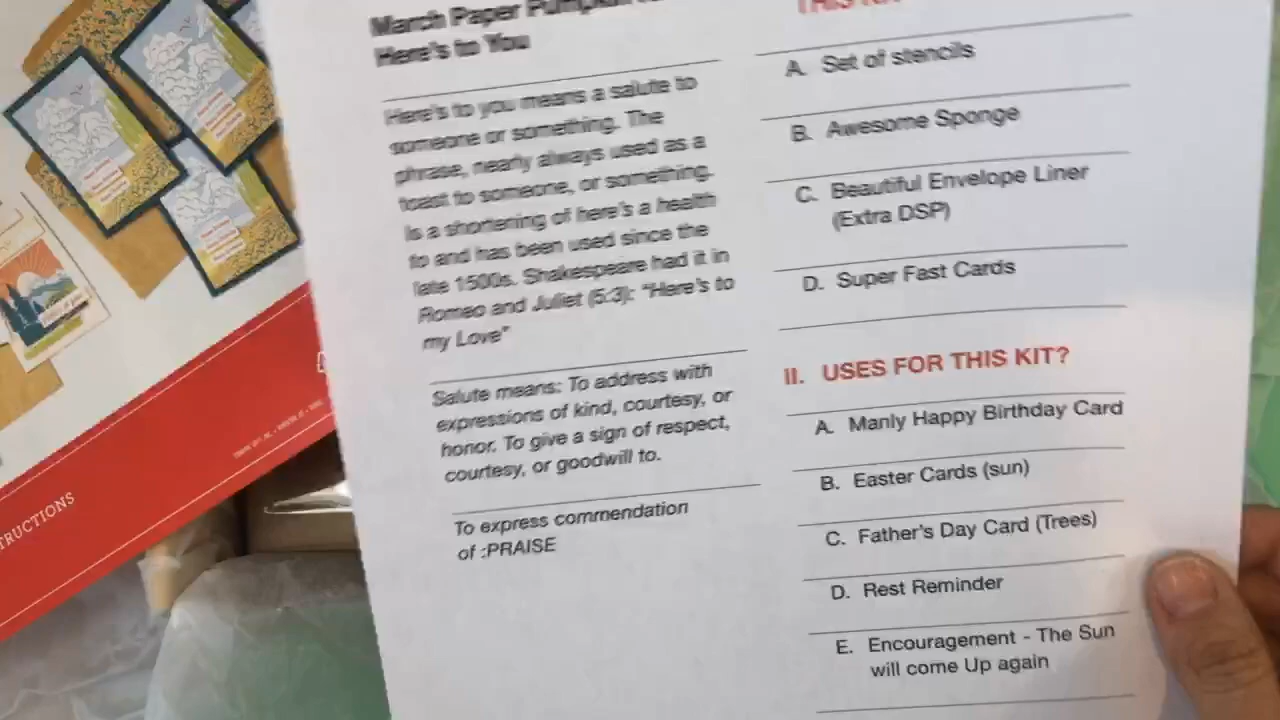 March Paper Pumpkin
Here's to You
Here's to you means a salute to
someone or something. The
phrase, nearly always used as a
toast to someone, or something.
Is a shortening of here's a health
to and has been used since the
late 1500s. Shakespeare had it in
Romeo and Juliet (5:3): "Here's to
my Love"
Salute means: To address with
expressions of kind, courtesy, or
honor. To give a sign of respect,
courtesy, or goodwill to.
To express commendation
of :PRAISE
THIS
A. Set of stencils
B. Awesome Sponge
C. Beautiful Envelope Liner
(Extra DSP)
D. Super Fast Cards
II. USES FOR THIS KIT?
A. Manly Happy Birthday Card
B. Easter Cards (sun)
C. Father's Day Card (Trees)
D. Rest Reminder
E. Encouragement - The Sun
will come Up again